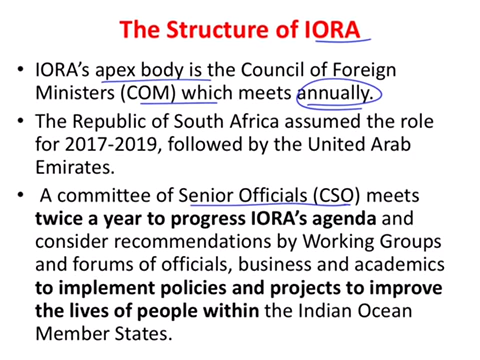 The Structure of IORA
• IORA's apex body is the Council of Foreign
Ministers (COM) which meets annually.
• The Republic of South Africa assumed the role
for 2017-2019, followed by the United Arab
Emirates.
• A committee of Senior Officials (CSO) meets
twice a year to progress IORA's agenda and
consider recommendations by Working Groups
and forums of officials, business and academics
to implement policies and projects to improve
the lives of people within the Indian Ocean
Member States.